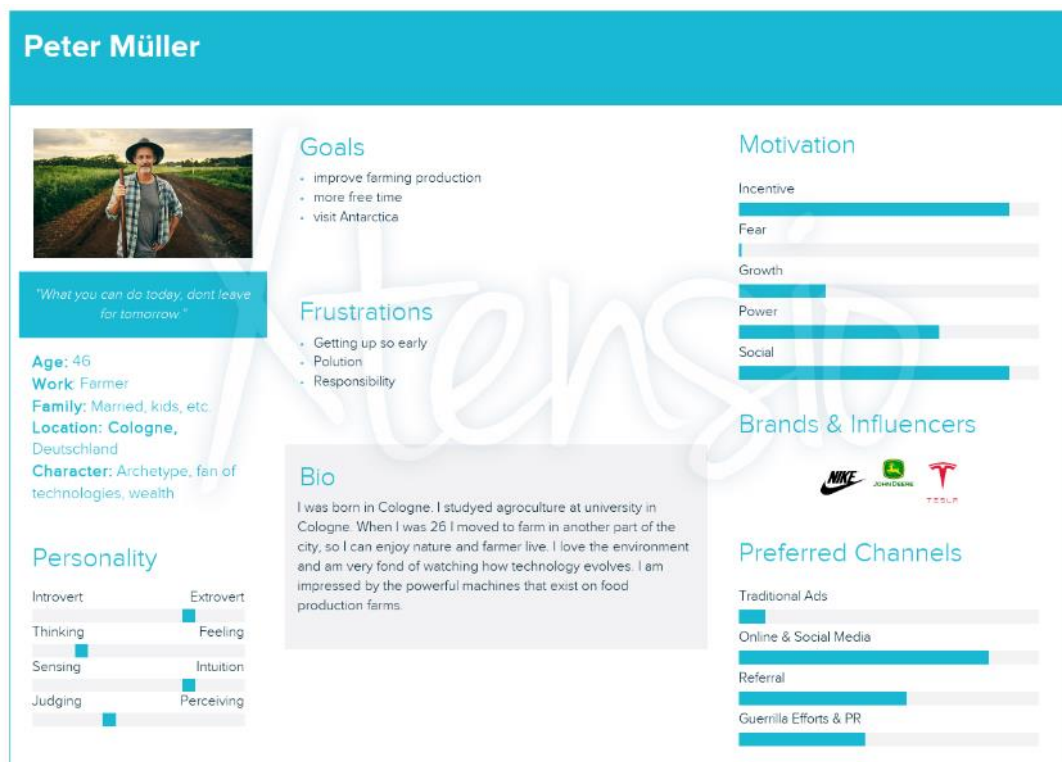 Peter Müller
"What you can do today, dont leave
for tomorrow."
Age: 46
Work: Farmer
Family: Married, kids, etc.
Location: Cologne,
Deutschland
Character: Archetype, fan of
technologies, wealth
Personality
Introvert Extrovert
Thinking Feeling
Sensing Intuition
Judging Perceiving
Goals
improve farming production
more free time
visit Antarctica
Frustrations
Getting up so early
Polution
Responsibility
Bio
I was born in Cologne. I studied agroculture at university in
Cologne. When I was 26 I moved to farm in another part of the
city, so I can enjoy nature and farmer live. I love the environment
and am very fond of watching how technology evolves. I am
impressed by the powerful machines that exist on food
production farms.
Motivation
Incentive
Fear
Growth
Power
Social
Brands & Influencers
NIKE
JOHN DEERE
TESLA
Preferred Channels
Traditional Ads
Online & Social Media
Referral
Guerrilla Efforts & PR
Xtensio